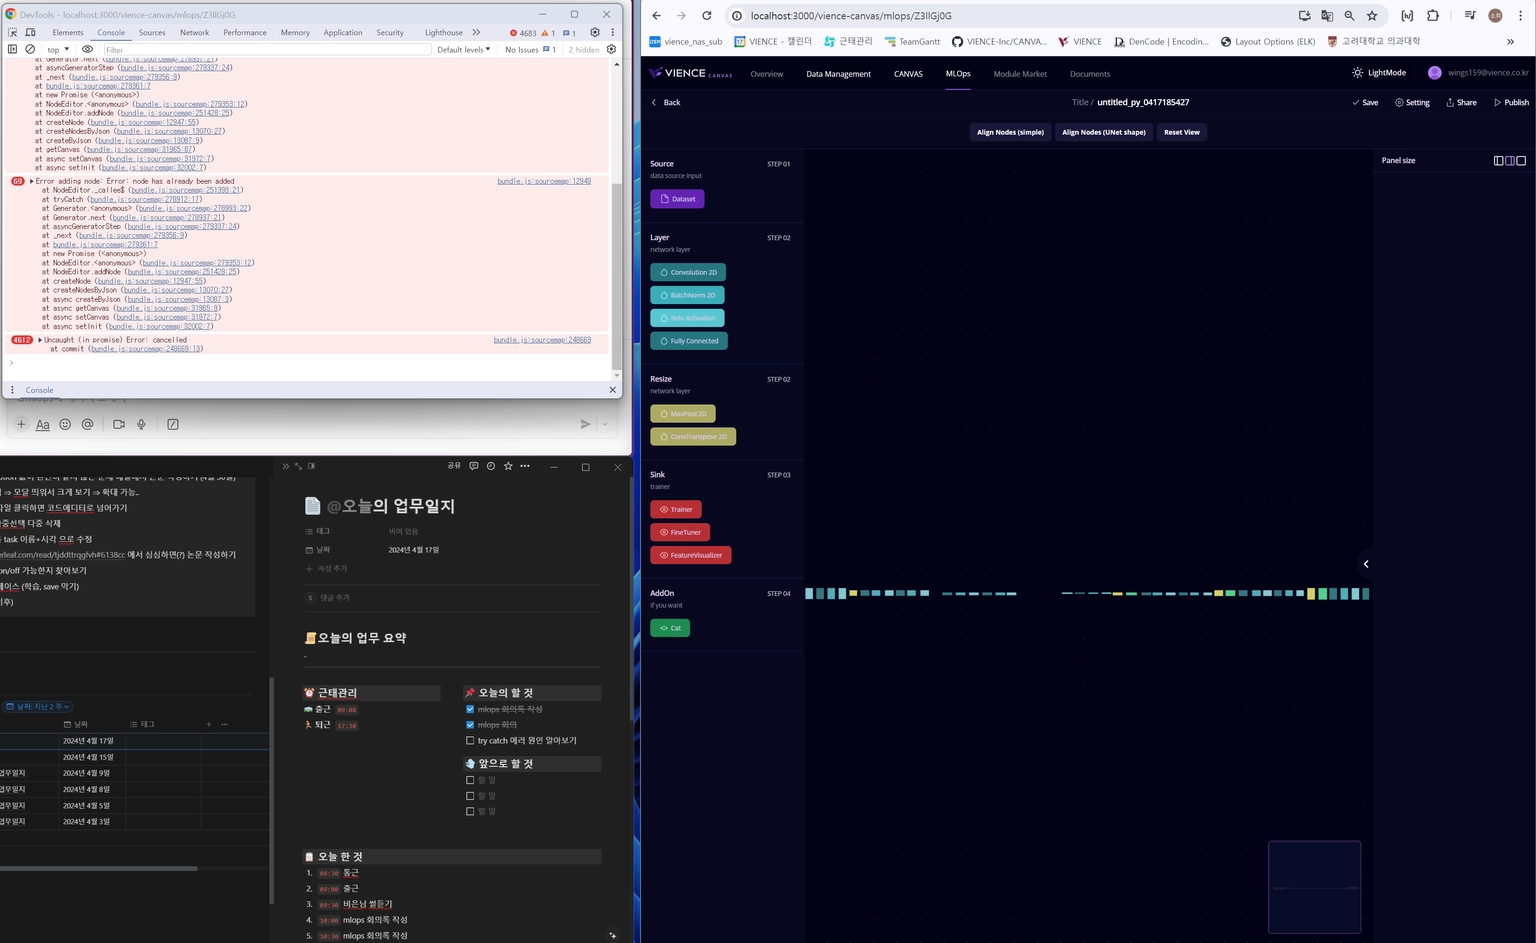 DevTools - localhost:3000/vience-canvas/mlops/Z3IlGj0G
Elements Console Sources Network Performance Memory Application Security Lighthouse 4683 1 1
top Filter Default levels No Issues 1 2 hidden
at Generator.next (bundle.js:sourcemap:278937:21)
at asyncGeneratorStep (bundle.js:sourcemap:279337:24)
at _next (bundle.js:sourcemap:279356:9)
at bundle.js:sourcemap:279361:7
at new Promise (<anonymous>)
at NodeEditor.<anonymous> (bundle.js:sourcemap:279353:12)
at NodeEditor.addNode (bundle.js:sourcemap:251428:25)
at createNode (bundle.js:sourcemap:12947:55)
at createNodesByJson (bundle.js:sourcemap:13070:27)
at createByJson (bundle.js:sourcemap:13087:9)
at getCanvas (bundle.js:sourcemap:31965:87)
at async setCanvas (bundle.js:sourcemap:31972:7)
at async setInit (bundle.js:sourcemap:32002:7)
69 Error adding node: Error: node has already been added bundle.js:sourcemap:12949
at NodeEditor._callee$ (bundle.js:sourcemap:251399:21)
at tryCatch (bundle.js:sourcemap:278912:17)
at Generator.<anonymous> (bundle.js:sourcemap:278993:22)
at Generator.next (bundle.js:sourcemap:278937:21)
at asyncGeneratorStep (bundle.js:sourcemap:279337:24)
at _next (bundle.js:sourcemap:279356:9)
at bundle.js:sourcemap:279361:7
at new Promise (<anonymous>)
at NodeEditor.<anonymous> (bundle.js:sourcemap:279353:12)
at NodeEditor.addNode (bundle.js:sourcemap:251428:25)
at createNode (bundle.js:sourcemap:12947:55)
at createNodesByJson (bundle.js:sourcemap:13070:27)
at async createByJson (bundle.js:sourcemap:13087:3)
at async getCanvas (bundle.js:sourcemap:31965:9)
at async setCanvas (bundle.js:sourcemap:31972:7)
at async setInit (bundle.js:sourcemap:32002:7)
4612 Uncaught (in promise) Error: cancelled bundle.js:sourcemap:248669
at commit (bundle.js:sourcemap:248669:13)
Console
Aa
⇒ 모달 띄워서 크게 보기 ⇒ 확대 가능..
파일 클릭하면 코드에디터로 넘어가기
다중선택 다중 삭제
task 이름+시각 으로 수정
erleaf.com/read/tjddttrqgfvh#6138cc 에서 심심하면(?) 논문 작성하기
on/off 가능한지 찾아보기
페이스 (학습, save 막기)
이후)
날짜: 지난 2 주
날짜 태그
2024년 4월 17일
2024년 4월 15일
업무일지 2024년 4월 9일
업무일지 2024년 4월 8일
업무일지 2024년 4월 5일
업무일지 2024년 4월 3일
공유
@오늘의 업무일지
태그 비어 있음
날짜 2024년 4월 17일
속성 추가
S 댓글 추가
오늘의 업무 요약
-
근태관리
출근 09:00
퇴근 17:30
오늘의 할 것
mlops 회의록 작성
mlops 회의
try catch 에러 원인 알아보기
앞으로 할 것
할 일
할 일
할 일
오늘 한 것
1. 08:30 통근
2. 09:00 출근
3. 09:30 비은님 썰듣기
4. 10:00 mlops 회의록 작성
5. 10:30 mlops 회의록 작성
localhost:3000/vience-canvas/mlops/Z3IlGj0G
소희
vience_nas_sub VIENCE - 캘린더 근태관리 TeamGantt VIENCE-Inc/CANVA... VIENCE DenCode | Encodin... Layout Options (ELK) 고려대학교 의과대학
VIENCE CANVAS Overview Data Management CANVAS MLOps Module Market Documents LightMode wings159@vience.co.kr
Back Title / untitled_py_0417185427 Save Setting Share Publish
Align Nodes (simple) Align Nodes (UNet shape) Reset View
Source STEP 01
data source input
Dataset
Layer STEP 02
network layer
Convolution 2D
BatchNorm 2D
Relu Activation
Fully Connected
Resize STEP 02
network layer
MaxPool 2D
ConvTranspose 2D
Sink STEP 03
trainer
Trainer
FineTuner
FeatureVisualizer
AddOn STEP 04
if you want
Cat
Panel size